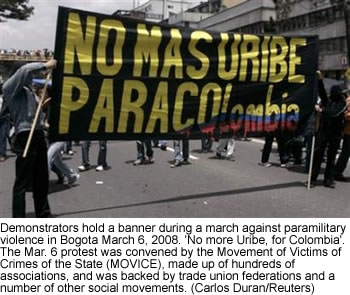 NO MAS URIBE
PARACOlombia
Demonstrators hold a banner during a march against paramilitary
violence in Bogota March 6, 2008. 'No more Uribe, for Colombia'.
The Mar. 6 protest was convened by the Movement of Victims of
Crimes of the State (MOVICE), made up of hundreds of
associations, and was backed by trade union federations and a
number of other social movements. (Carlos Duran/Reuters)